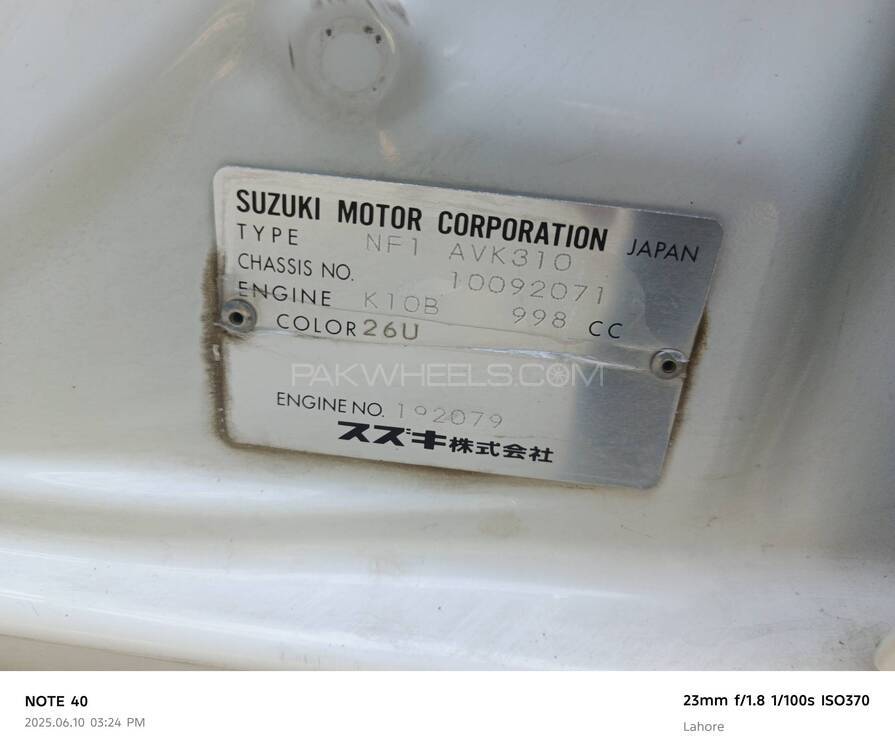 SUZUKI MOTOR CORPORATION JAPAN
TYPE NF1 AVK310
CHASSIS NO. 10092071
ENGINE K10B 998 CC
COLOR 26U
PAKWHEELS.COM
ENGINE NO. 192079
スズキ株式会社
NOTE 40
2025.06.10 03:24 PM
23mm f/1.8 1/100s ISO370
Lahore